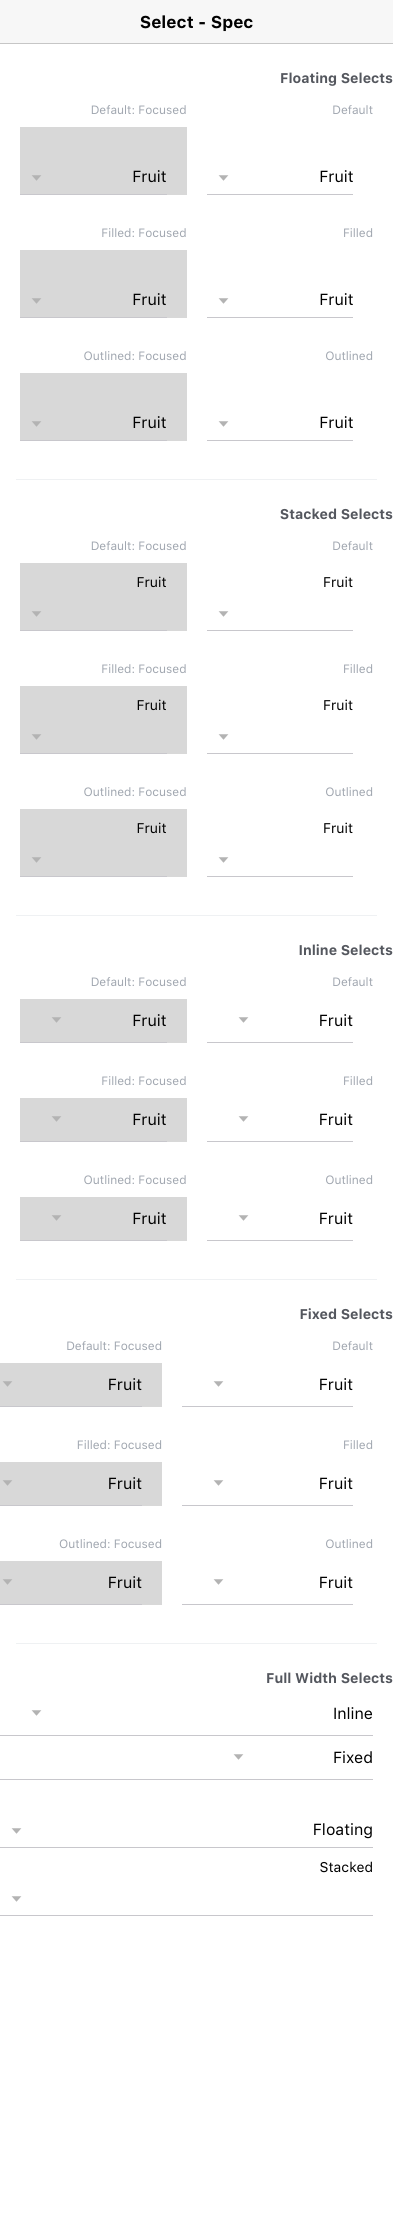 Select - Spec
Floating Selects
Default
Default: Focused
Fruit
Fruit
Filled
Filled: Focused
Fruit
Fruit
Outlined
Outlined: Focused
Fruit
Fruit
Stacked Selects
Default
Default: Focused
Fruit
Fruit
Filled
Filled: Focused
Fruit
Fruit
Outlined
Outlined: Focused
Fruit
Fruit
Inline Selects
Default
Default: Focused
Fruit
Fruit
Filled
Filled: Focused
Fruit
Fruit
Outlined
Outlined: Focused
Fruit
Fruit
Fixed Selects
Default
Default: Focused
Fruit
Fruit
Filled
Filled: Focused
Fruit
Fruit
Outlined
Outlined: Focused
Fruit
Fruit
Full Width Selects
Inline
Fixed
Floating
Stacked